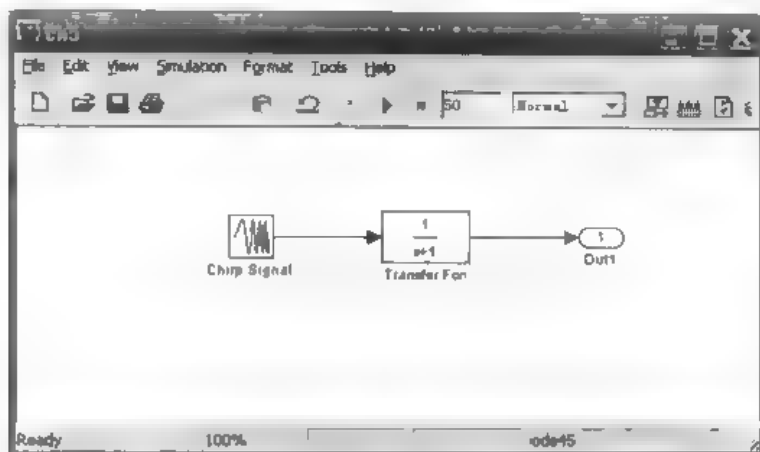 File Edit View Simulation Format Tools Help
50 Normal
1
s+1
1
Chirp Signal
Transfer Fcn
Out1
Ready 100% ode45